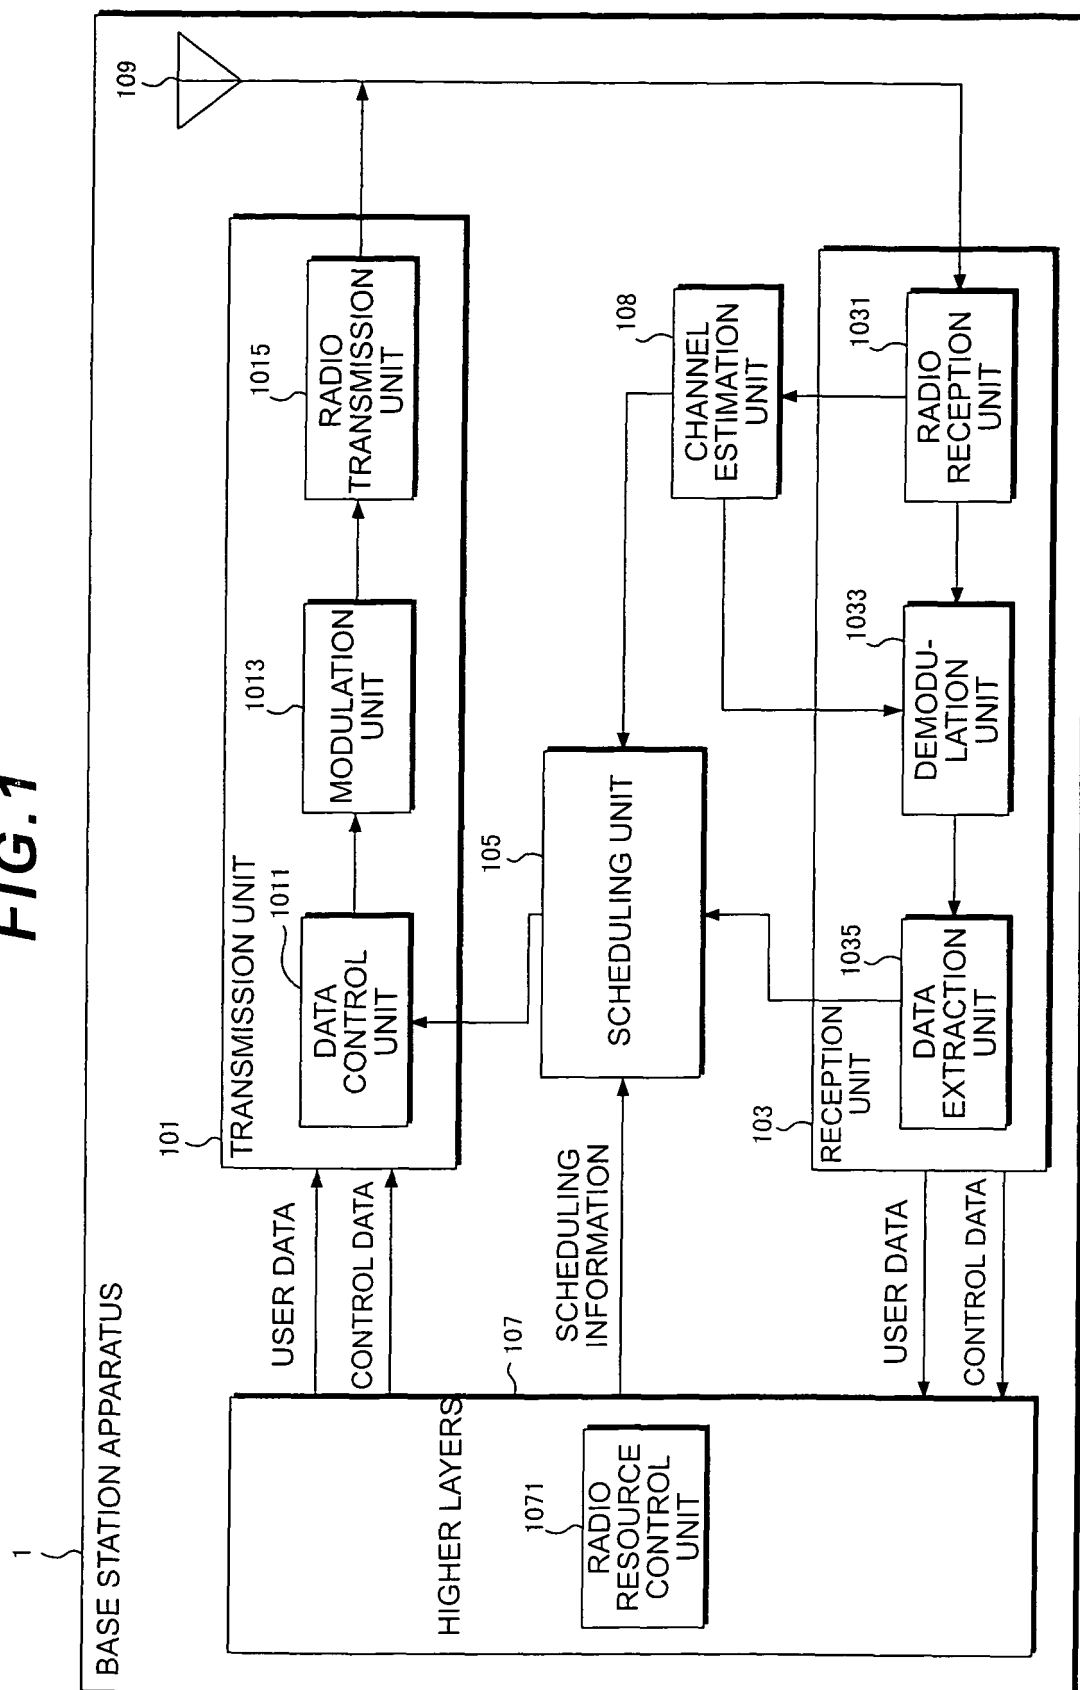 FIG.1
1
BASE STATION APPARATUS
109
101
TRANSMISSION UNIT
1011
DATA
CONTROL
UNIT
1013
MODULATION
UNIT
1015
RADIO
TRANSMISSION
UNIT
USER DATA
CONTROL DATA
HIGHER LAYERS
107
1071
RADIO
RESOURCE
CONTROL
UNIT
SCHEDULING
INFORMATION
105
SCHEDULING UNIT
108
CHANNEL
ESTIMATION
UNIT
103
RECEPTION
UNIT
1035
DATA
EXTRACTION
UNIT
1033
DEMODU-
LATION
UNIT
1031
RADIO
RECEPTION
UNIT
USER DATA
CONTROL DATA